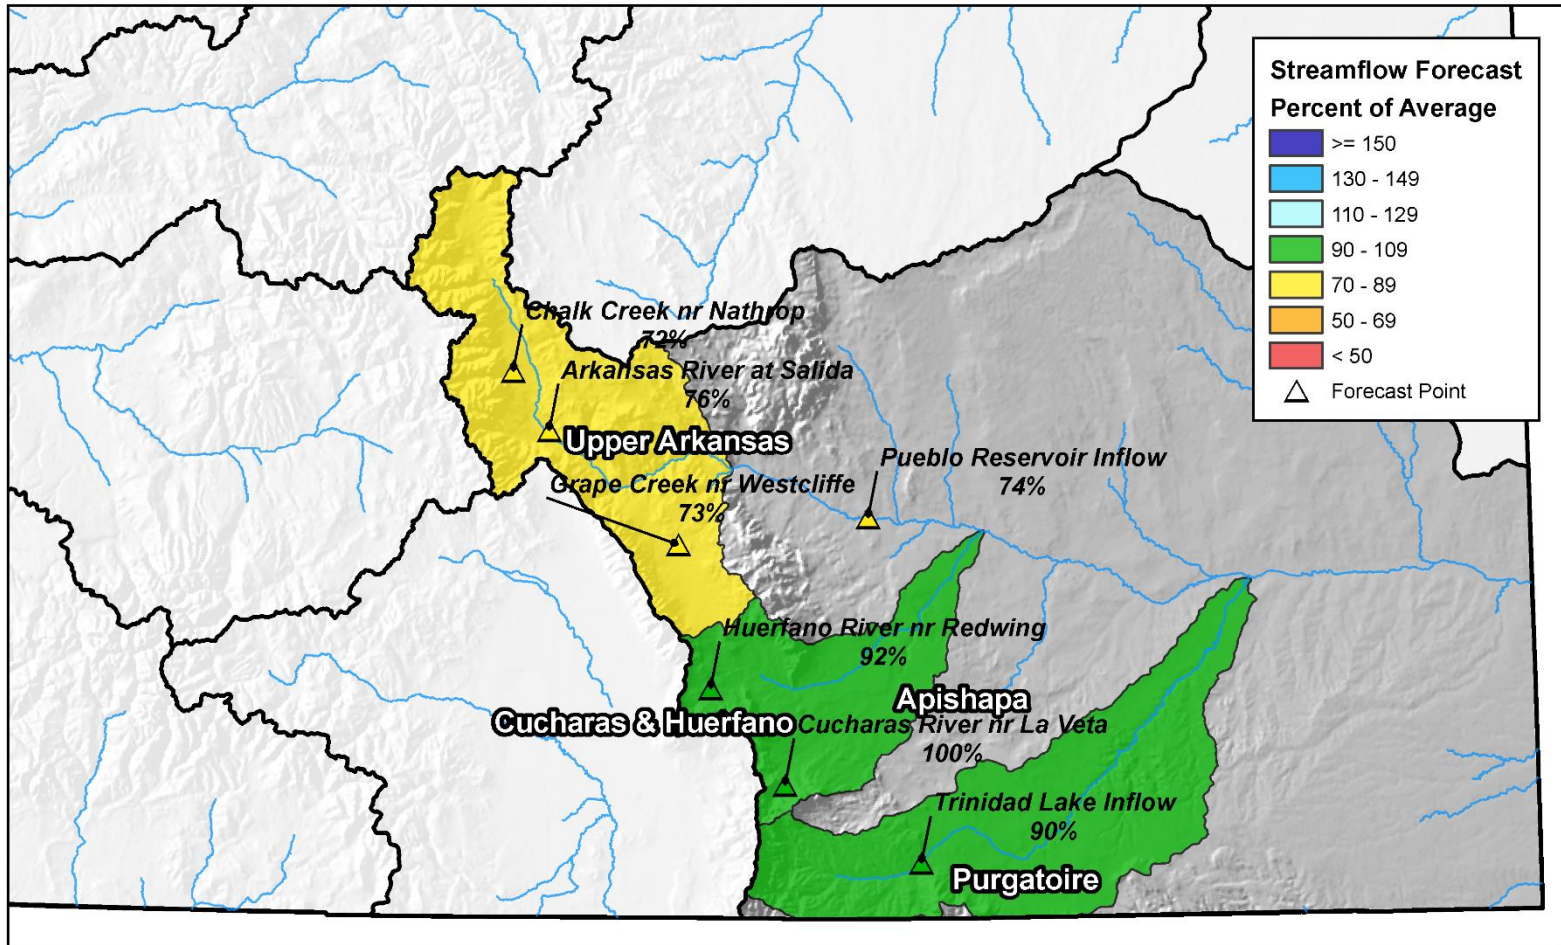 Streamflow Forecast
Percent of Average
>= 150
130 - 149
110 - 129
90 - 109
70 - 89
50 - 69
< 50
Forecast Point
Chalk Creek nr Nathrop
72%
Arkansas River at Salida
76%
Upper Arkansas
Pueblo Reservoir Inflow
74%
Grape Creek nr Westcliffe
73%
Huerfano River nr Redwing
92%
Apishapa
Cucharas & Huerfano
Cucharas River nr La Veta
100%
Trinidad Lake Inflow
90%
Purgatoire